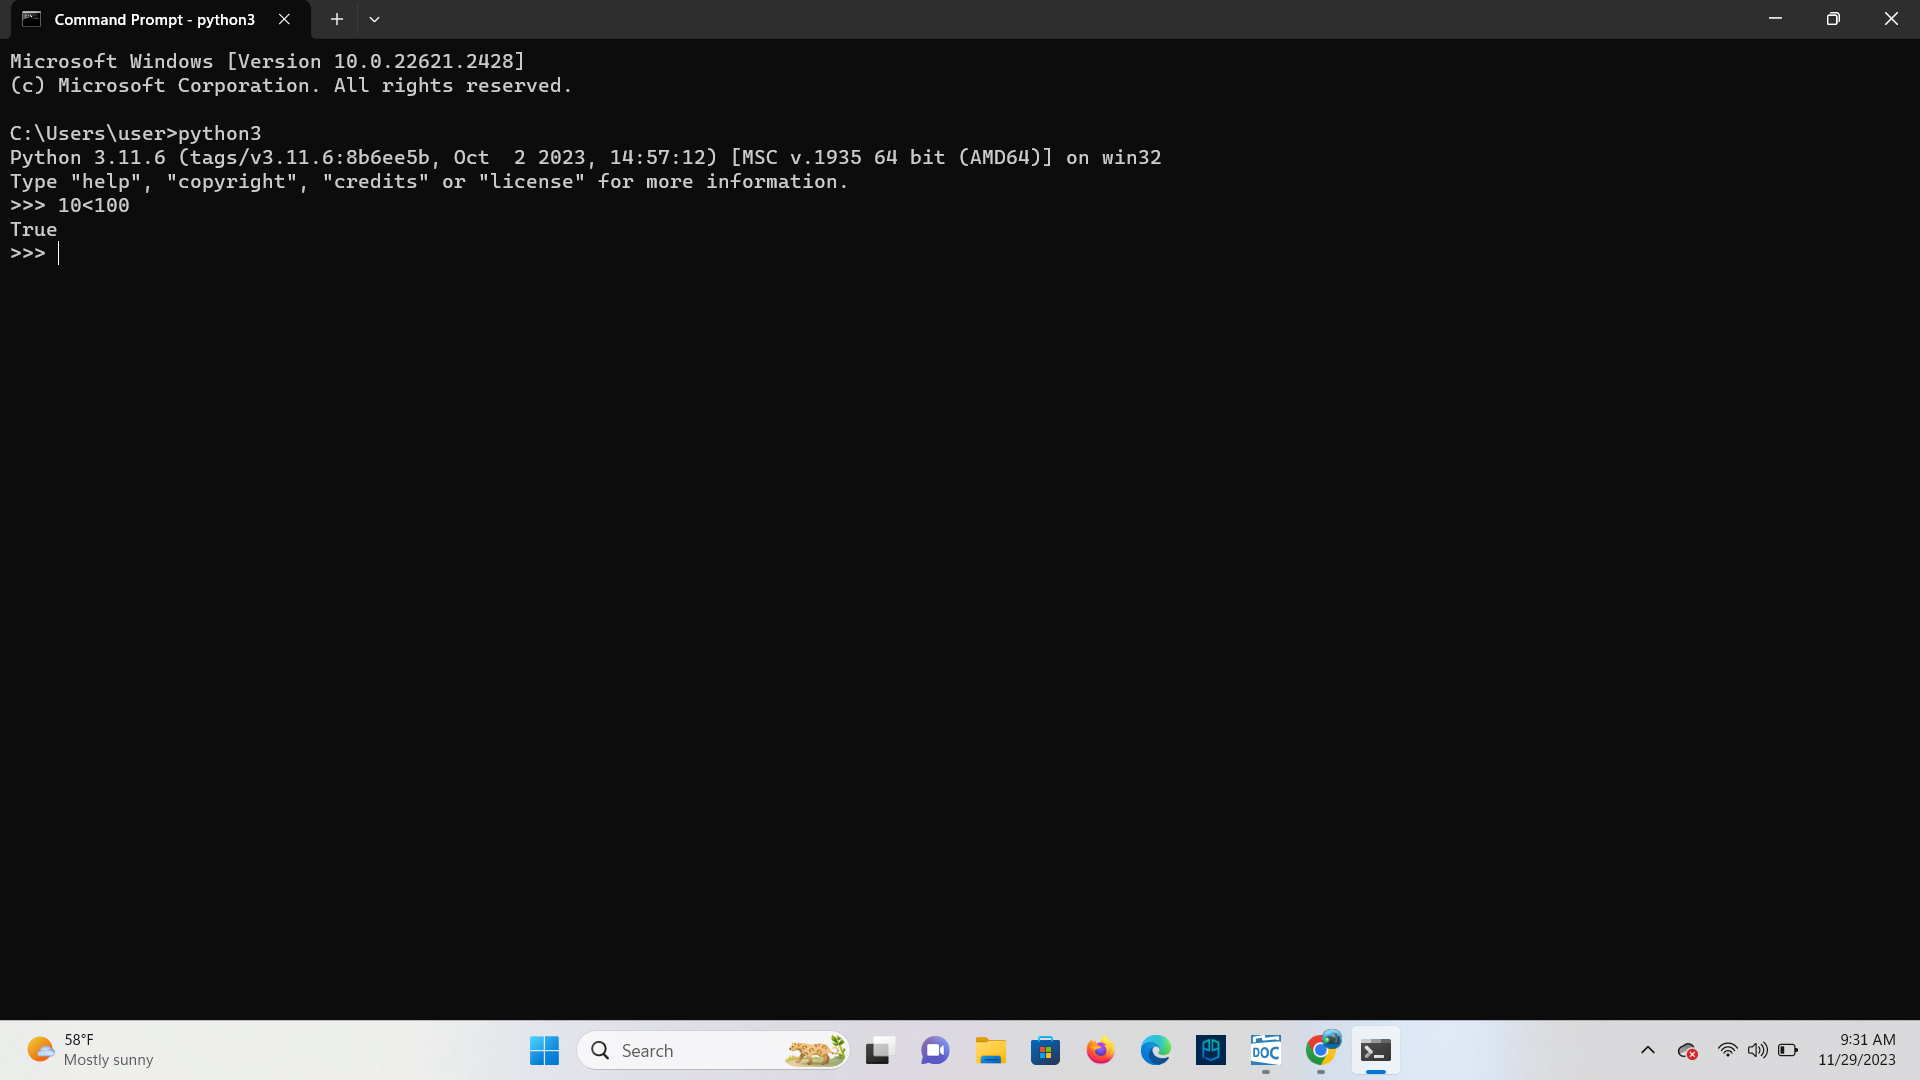 Command Prompt - python3
Microsoft Windows [Version 10.0.22621.2428]
(c) Microsoft Corporation. All rights reserved.
C:\Users\user>python3
Python 3.11.6 (tags/v3.11.6:8b6ee5b, Oct  2 2023, 14:57:12) [MSC v.1935 64 bit (AMD64)] on win32
Type "help", "copyright", "credits" or "license" for more information.
>>> 10<100
True
>>>
58°F
Mostly sunny
Search
DOC
9:31 AM
11/29/2023